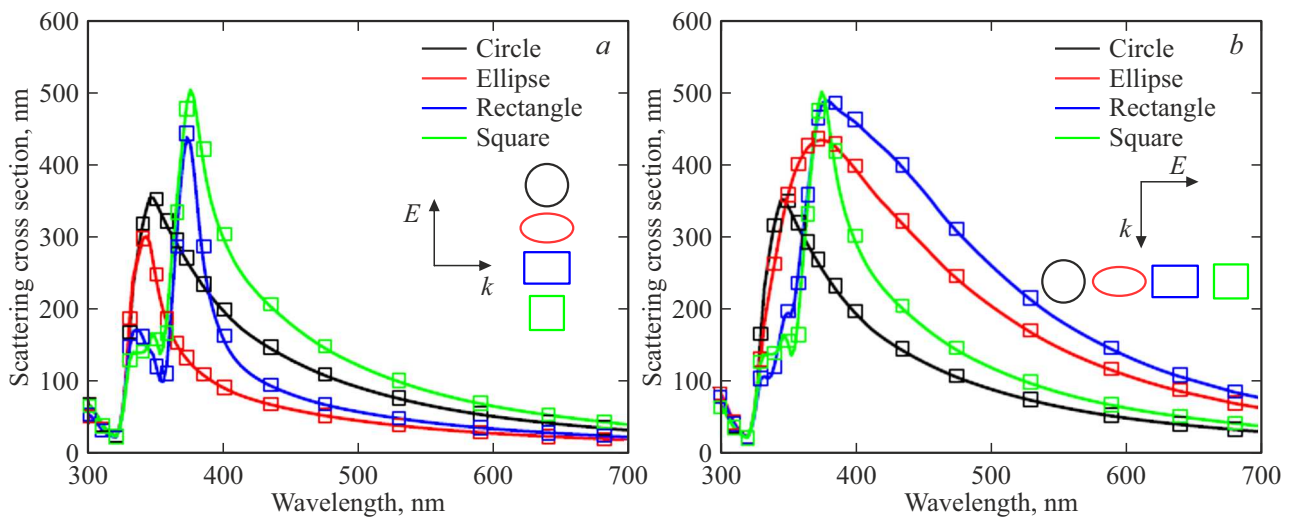 a
Circle
Ellipse
Rectangle
Square
E
k
600
500
400
300
200
100
0
Scattering cross section, nm
300 400 500 600 700
Wavelength, nm
b
Circle
Ellipse
Rectangle
Square
E
k
600
500
400
300
200
100
0
Scattering cross section, nm
300 400 500 600 700
Wavelength, nm